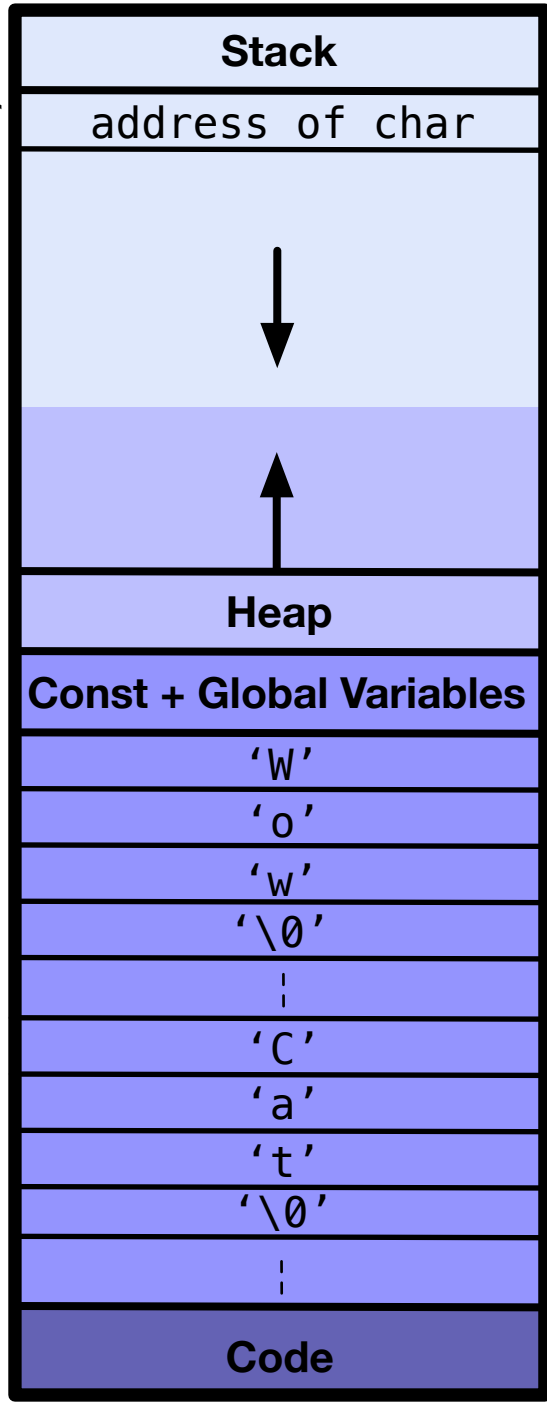 Stack
address of char
Heap
Const + Global Variables
‘W’
‘o’
‘w’
‘\0’
⋮
‘C’
‘a’
‘t’
‘\0’
⋮
Code